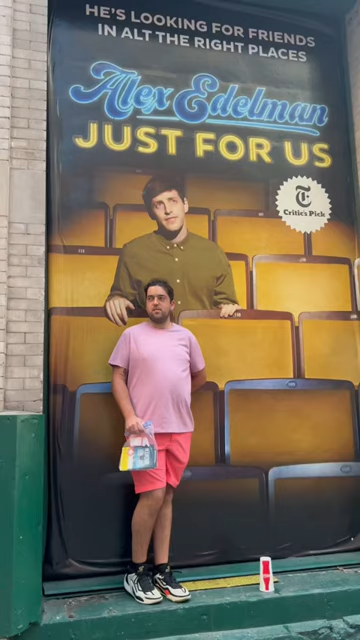 HE'S LOOKING FOR FRIENDS
IN ALT THE RIGHT PLACES
Alex Edelman
JUST FOR US
T
Critic's Pick